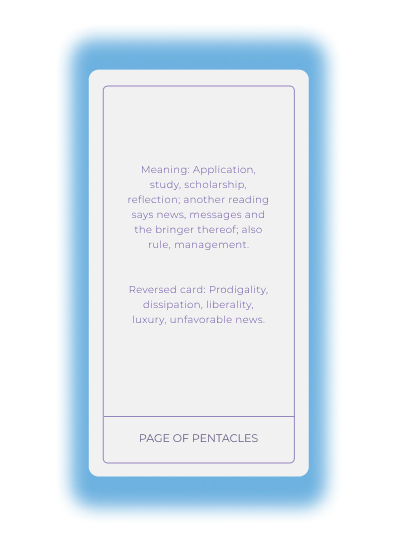 Meaning: Application,
study, scholarship,
reflection; another reading
says news, messages and
the bringer thereof; also
rule, management.
Reversed card: Prodigality,
dissipation, liberality,
luxury, unfavorable news.
PAGE OF PENTACLES